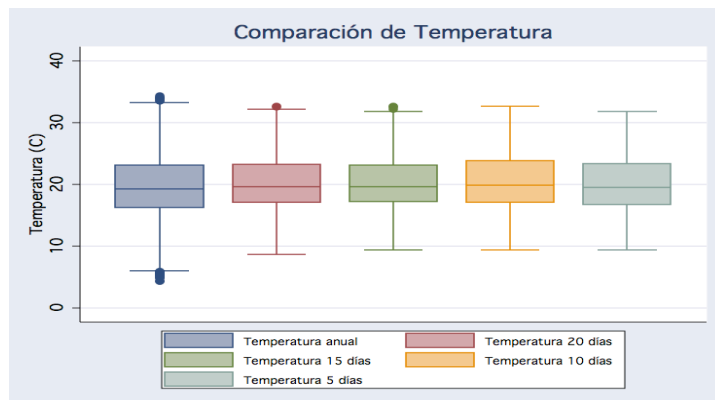 Comparación de Temperatura
Temperatura (C)
40
30
20
10
0
Temperatura anual
Temperatura 20 días
Temperatura 15 días
Temperatura 10 días
Temperatura 5 días